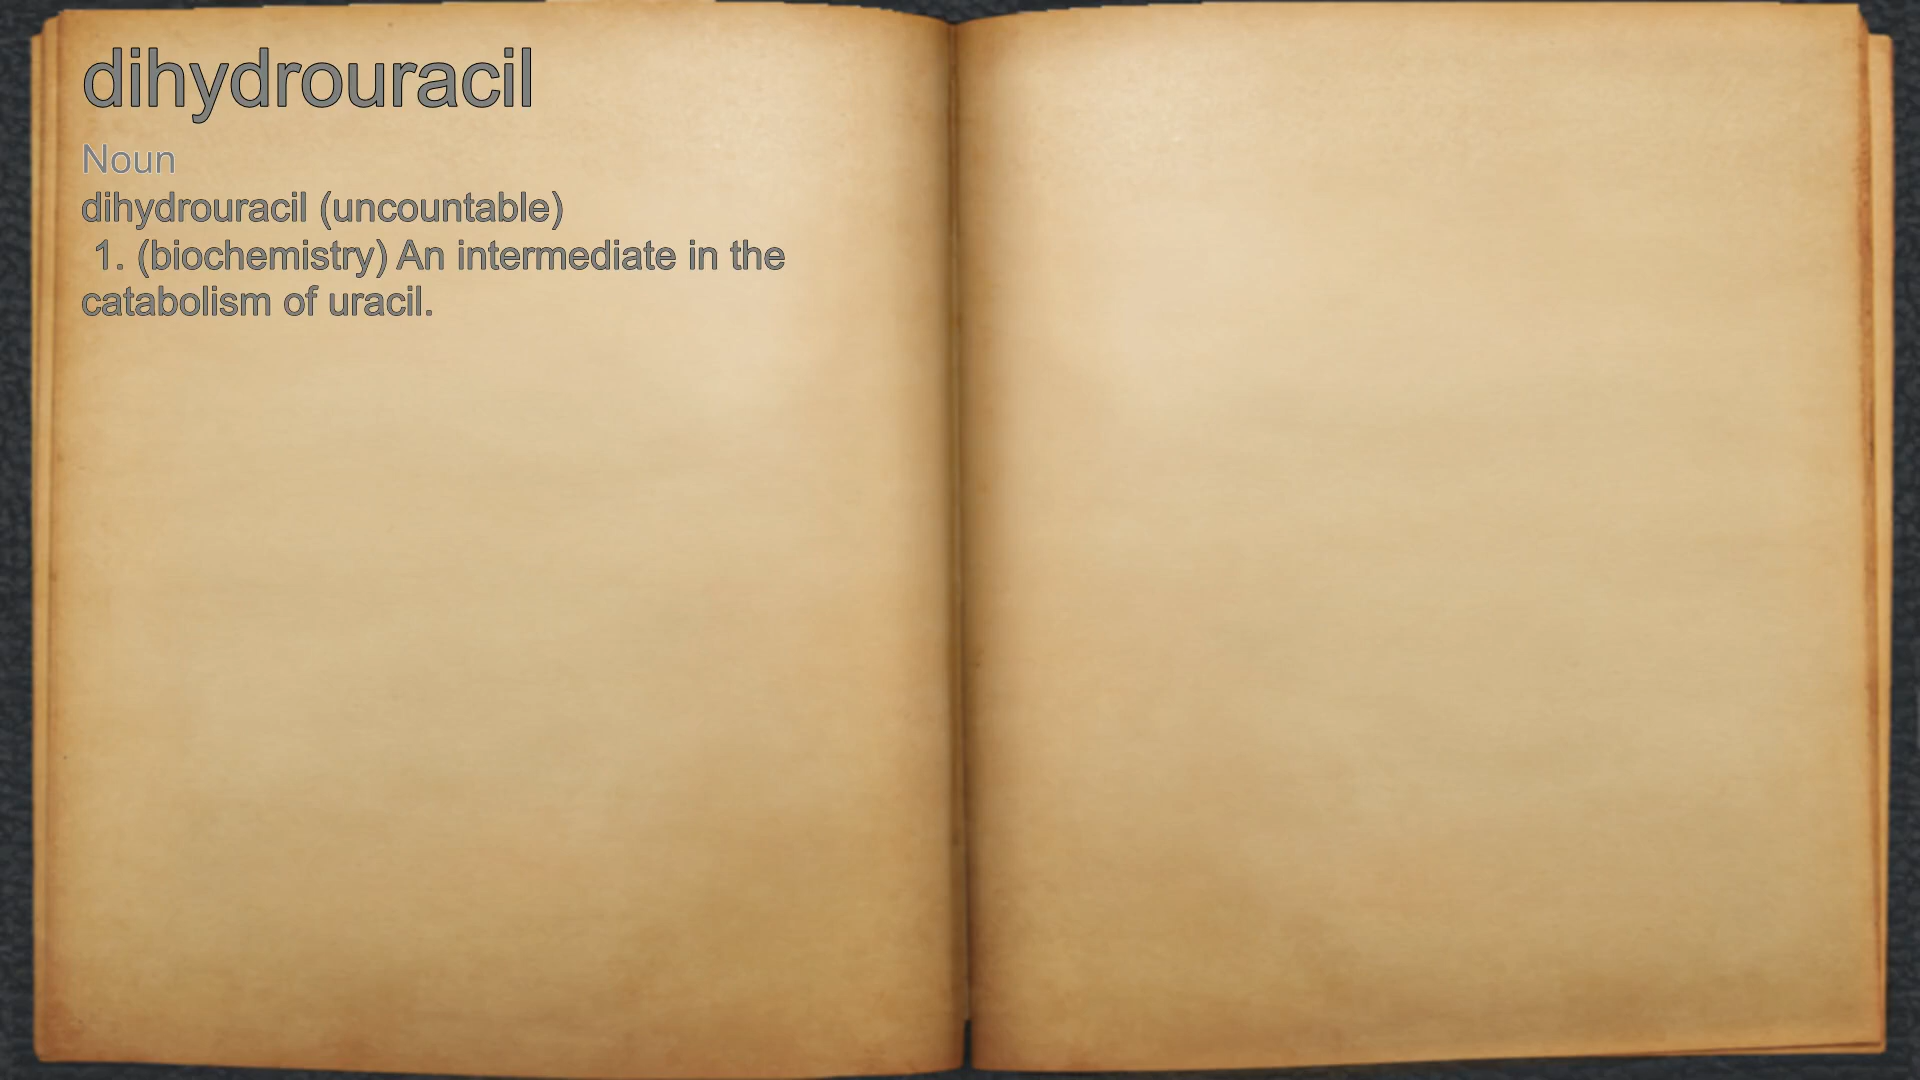 dihydrouracil
Noun
dihydrouracil (uncountable)
1. (biochemistry) An intermediate in the
catabolism of uracil.